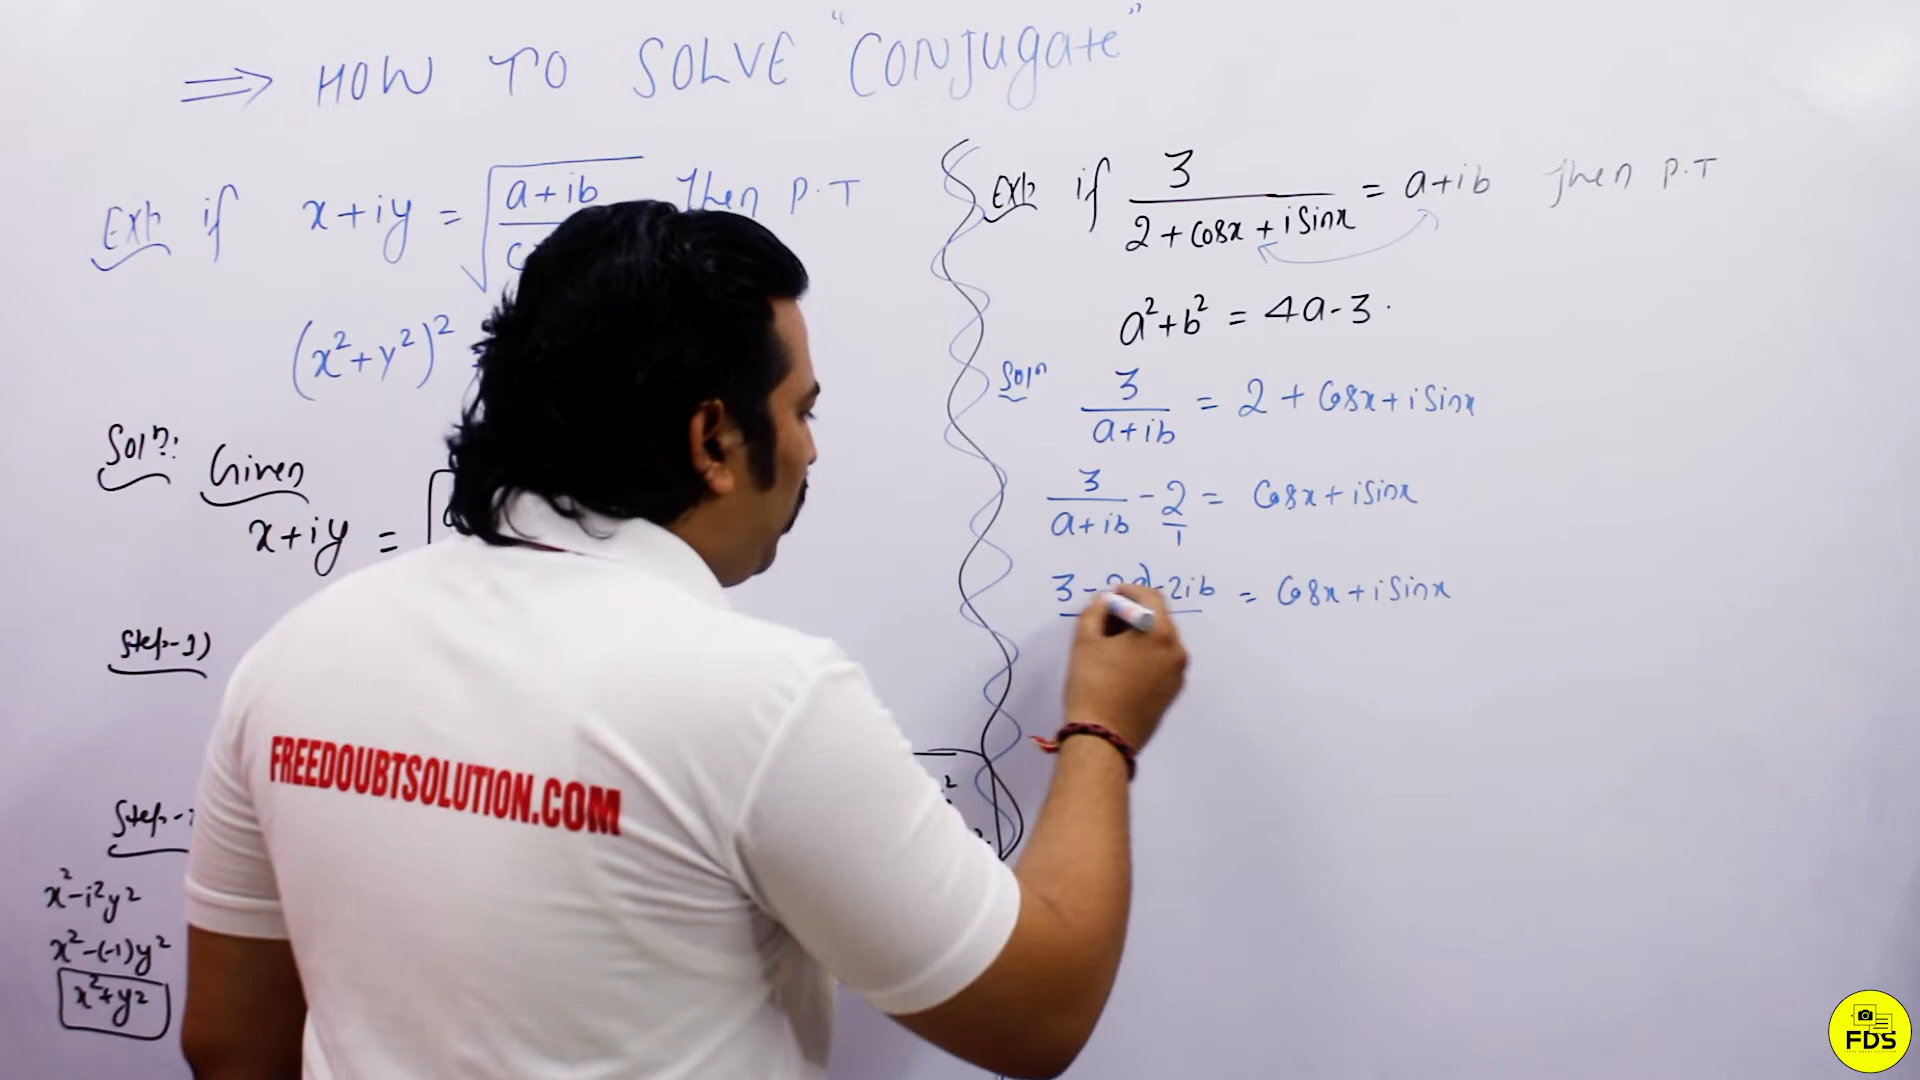 ⇒ HOW TO SOLVE "CONJUGATE"
Exp if x+iy = √ a+ib Then P.T
(x²+y²)²
Solⁿ: Given
x+iy =
Step-1)
Step-
x²-i²y²
x²-(-1)y²
x²+y²
Exp if 3/(2+Cosx+iSinx) = a+ib Then P.T
a²+b² = 4a-3.
Solⁿ 3/(a+ib) = 2+Cosx+iSinx
3/(a+ib) - 2/1 = Cosx+iSinx
3- -2ib = Cosx+iSinx
FREEDOUBTSOLUTION.COM
FDS